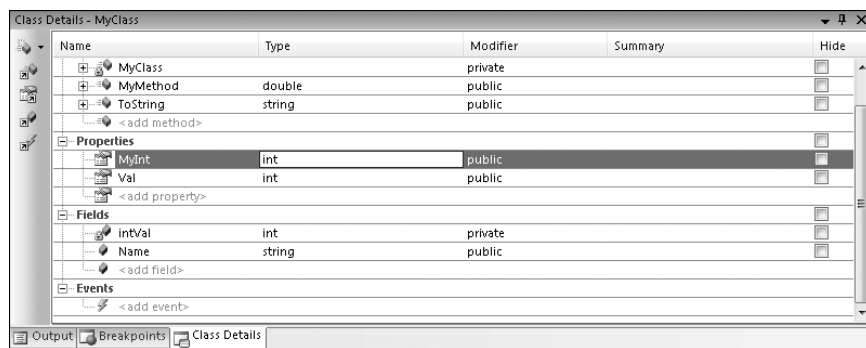 Class Details - MyClass
Name Type Modifier Summary Hide
MyClass private
MyMethod double public
ToString string public
<add method>
Properties
MyInt int public
Val int public
<add property>
Fields
intVal int private
Name string public
<add field>
Events
<add event>
Output Breakpoints Class Details